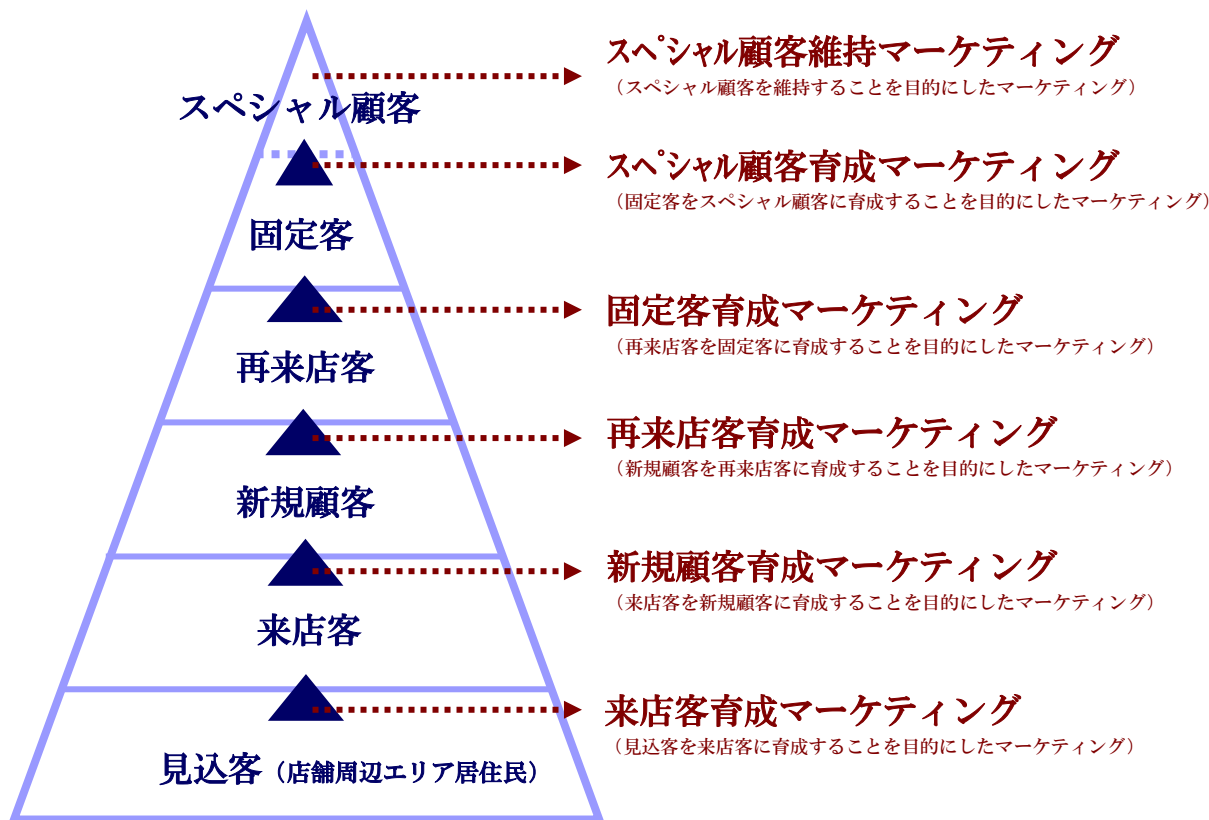 スペシャル顧客維持マーケティング
（スペシャル顧客を維持することを目的にしたマーケティング）
スペシャル顧客
スペシャル顧客育成マーケティング
（固定客をスペシャル顧客に育成することを目的にしたマーケティング）
固定客
固定客育成マーケティング
（再来店客を固定客に育成することを目的にしたマーケティング）
再来店客
再来店客育成マーケティング
（新規顧客を再来店客に育成することを目的にしたマーケティング）
新規顧客
新規顧客育成マーケティング
（来店客を新規顧客に育成することを目的にしたマーケティング）
来店客
来店客育成マーケティング
（見込客を来店客に育成することを目的にしたマーケティング）
見込客（店舗周辺エリア居住民）